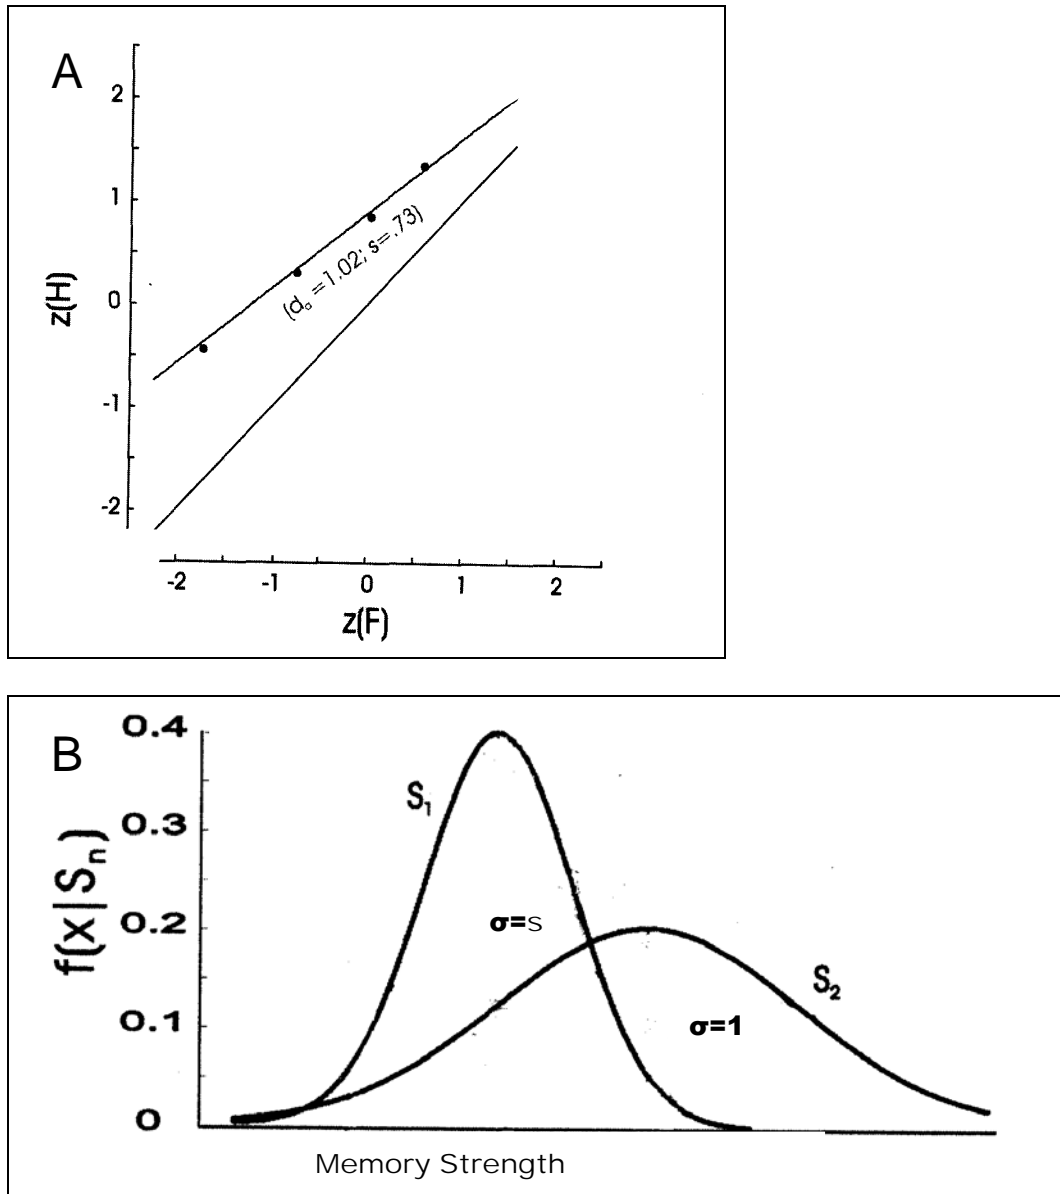 A
2
1
0
-1
-2
z(H)
(dₐ =1.02; s=.73)
-2 -1 0 1 2
z(F)
B
0.4
0.3
0.2
0.1
0
f(x|Sₙ)
S₁
σ=s
S₂
σ=1
Memory Strength